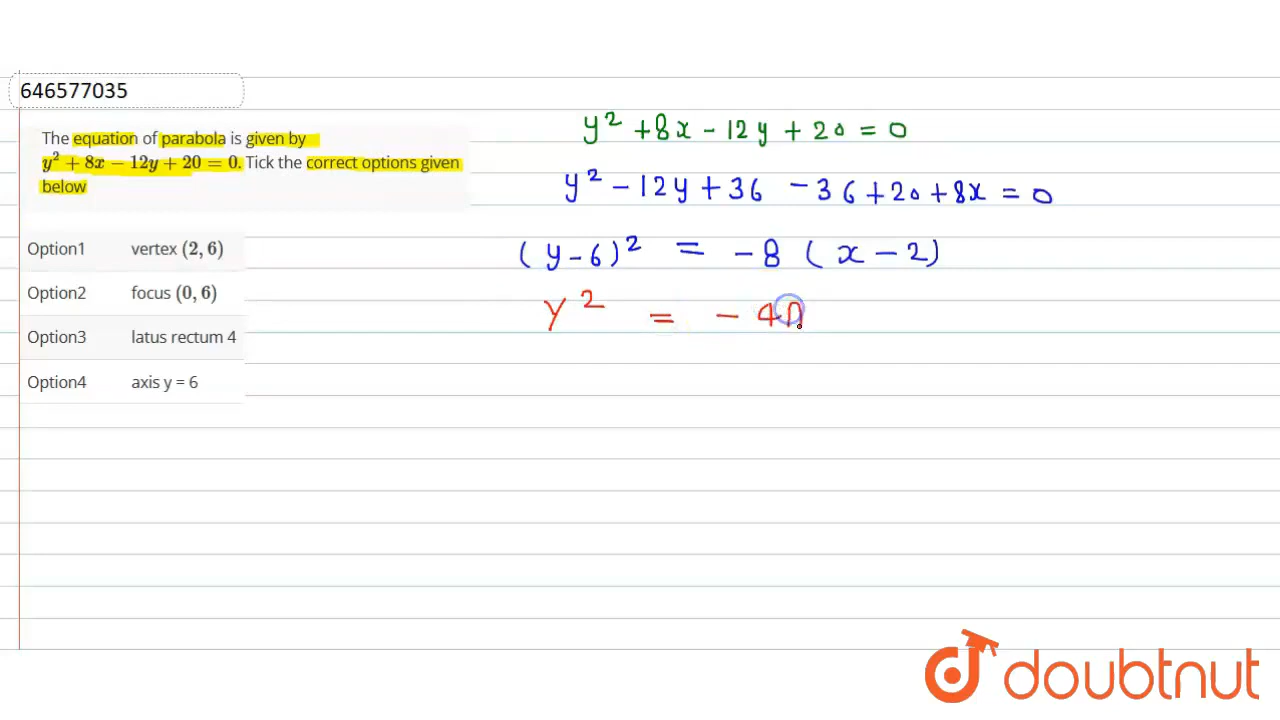 646577035
The equation of parabola is given by
y² + 8x − 12y + 20 = 0. Tick the correct options given
below
Option1 vertex (2, 6)
Option2 focus (0, 6)
Option3 latus rectum 4
Option4 axis y = 6
y² + 8x - 12y + 20 = 0
y² - 12y + 36 - 36 + 20 + 8x = 0
(y - 6)² = -8 (x - 2)
Y² = - 4
doubtnut